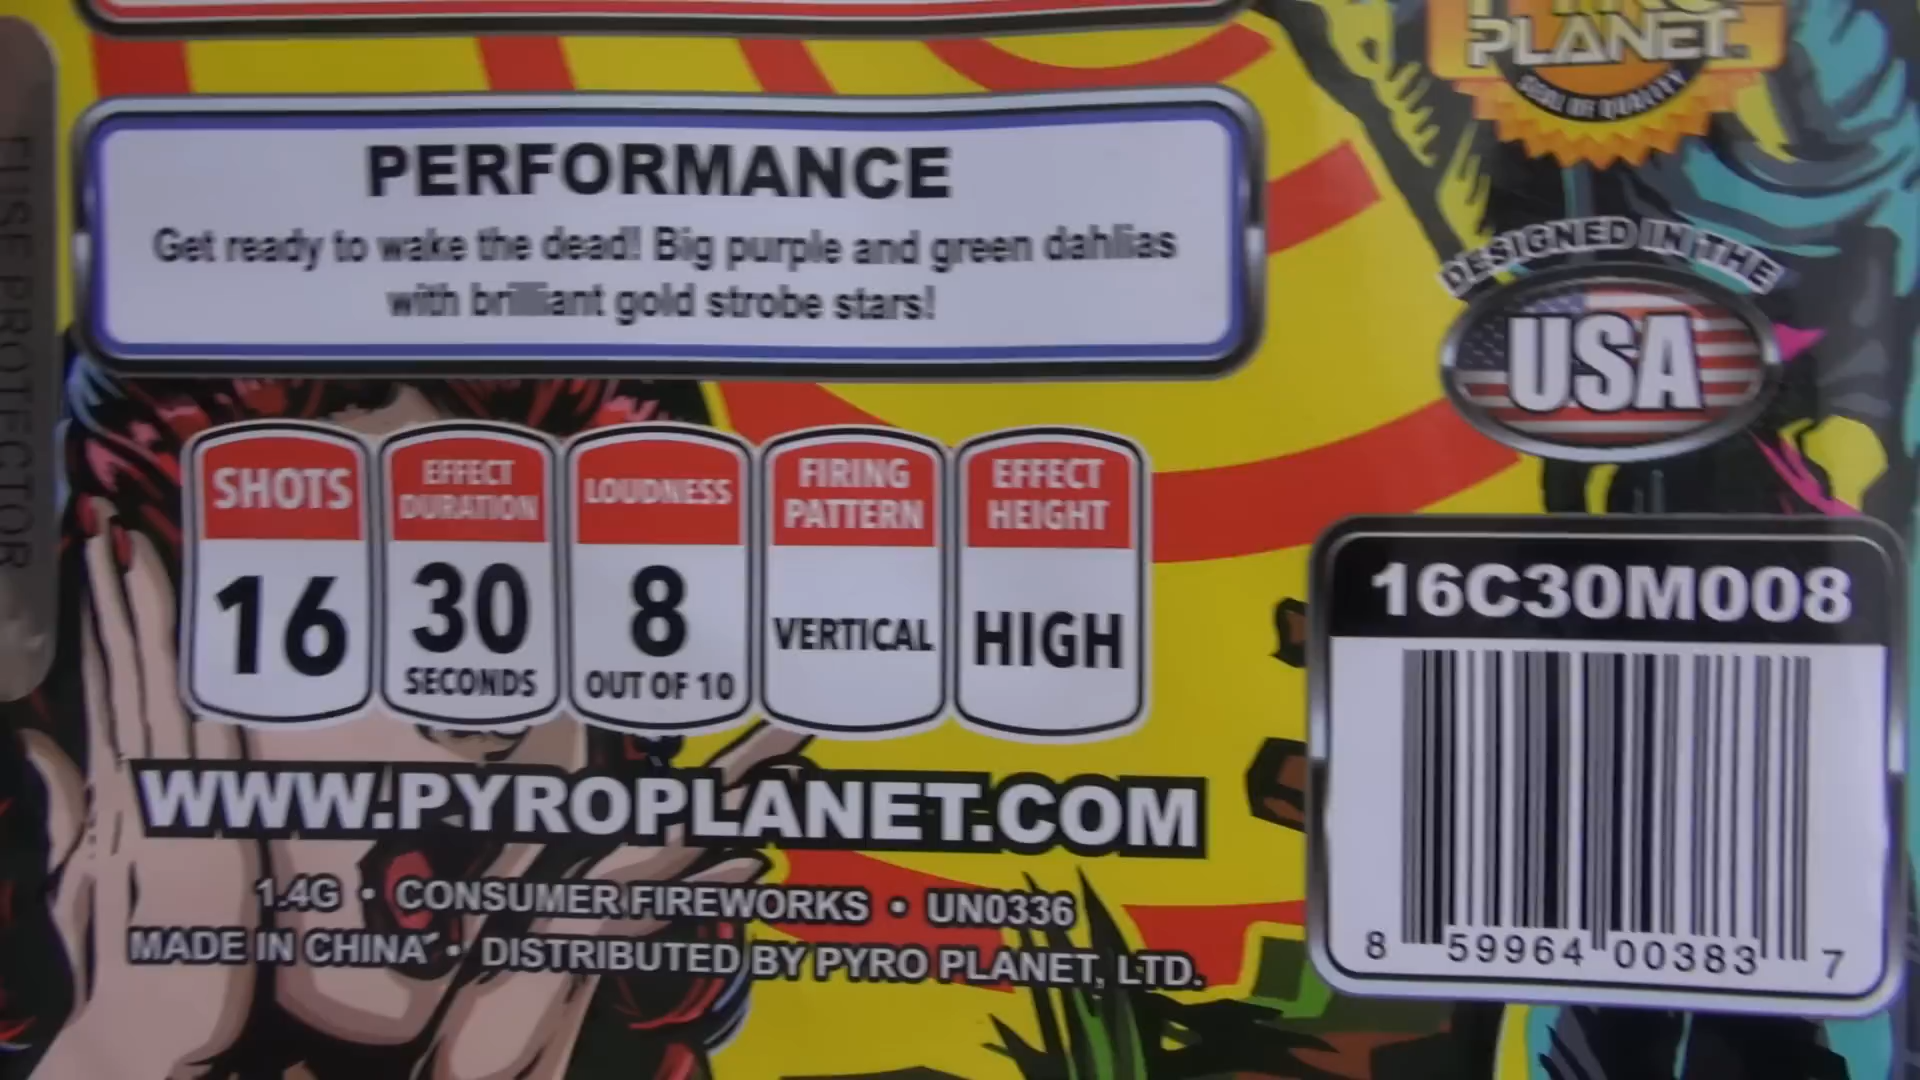 PLANET
SEAL OF QUALITY
FUSE PROTECTOR
PERFORMANCE
Get ready to wake the dead! Big purple and green dahlias
with brilliant gold strobe stars!
DESIGNED IN THE
USA
SHOTS
16
EFFECT
DURATION
30
SECONDS
LOUDNESS
8
OUT OF 10
FIRING
PATTERN
VERTICAL
EFFECT
HEIGHT
HIGH
16C30M008
8 59964 00383 7
WWW.PYROPLANET.COM
1.4G • CONSUMER FIREWORKS • UN0336
MADE IN CHINA • DISTRIBUTED BY PYRO PLANET, LTD.